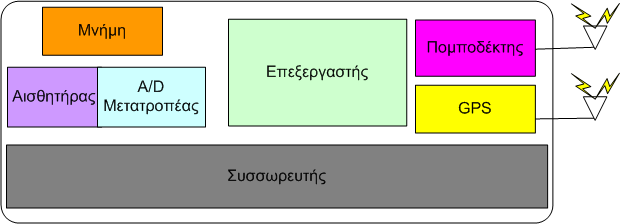 Μνήμη
Αισθητήρας
A/D
Μετατροπέας
Επεξεργαστής
Πομποδέκτης
GPS
Συσσωρευτής